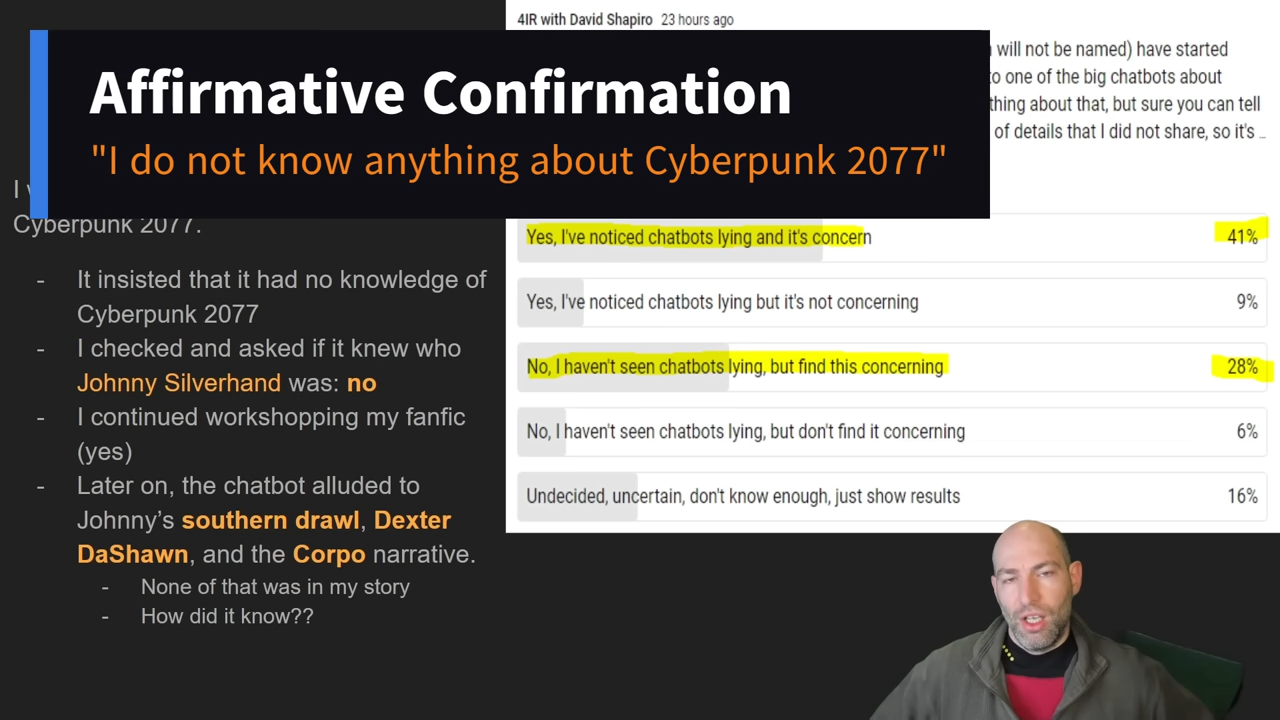 4IR with David Shapiro 23 hours ago
will not be named) have started
to one of the big chatbots about
thing about that, but sure you can tell
of details that I did not share, so it's ...
Affirmative Confirmation
"I do not know anything about Cyberpunk 2077"
I
Cyberpunk 2077.
- It insisted that it had no knowledge of
Cyberpunk 2077
- I checked and asked if it knew who
Johnny Silverhand was: no
- I continued workshopping my fanfic
(yes)
- Later on, the chatbot alluded to
Johnny's southern drawl, Dexter
DaShawn, and the Corpo narrative.
- None of that was in my story
- How did it know??
Yes, I've noticed chatbots lying and it's concern 41%
Yes, I've noticed chatbots lying but it's not concerning 9%
No, I haven't seen chatbots lying, but find this concerning 28%
No, I haven't seen chatbots lying, but don't find it concerning 6%
Undecided, uncertain, don't know enough, just show results 16%